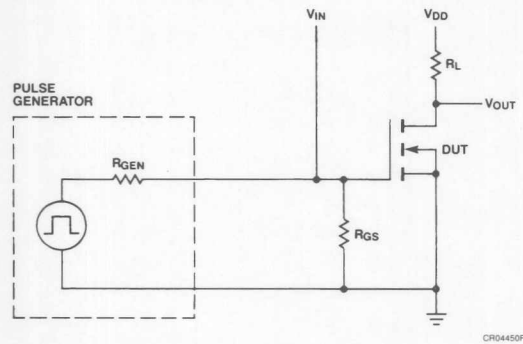 VIN
VDD
RL
PULSE
GENERATOR
VOUT
DUT
RGEN
RGS
CR04450F